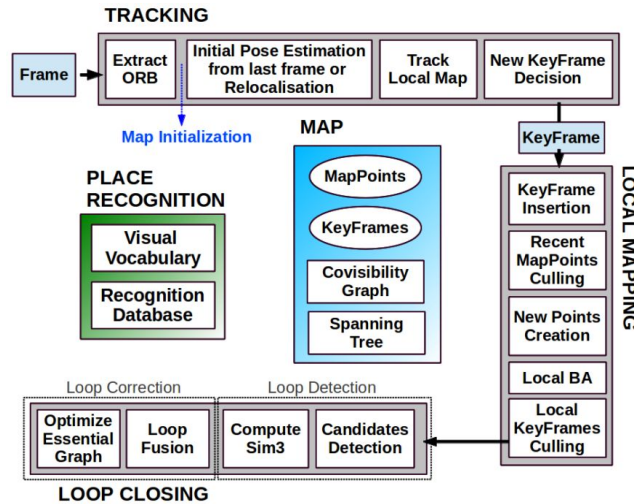 TRACKING
Frame
Extract
ORB
Initial Pose Estimation
from last frame or
Relocalisation
Track
Local Map
New KeyFrame
Decision
Map Initialization
KeyFrame
MAP
MapPoints
KeyFrames
Covisibility
Graph
Spanning
Tree
PLACE
RECOGNITION
Visual
Vocabulary
Recognition
Database
LOCAL MAPPING
KeyFrame
Insertion
Recent
MapPoints
Culling
New Points
Creation
Local BA
Local
KeyFrames
Culling
Loop Correction
Loop Detection
Optimize
Essential
Graph
Loop
Fusion
Compute
Sim3
Candidates
Detection
LOOP CLOSING